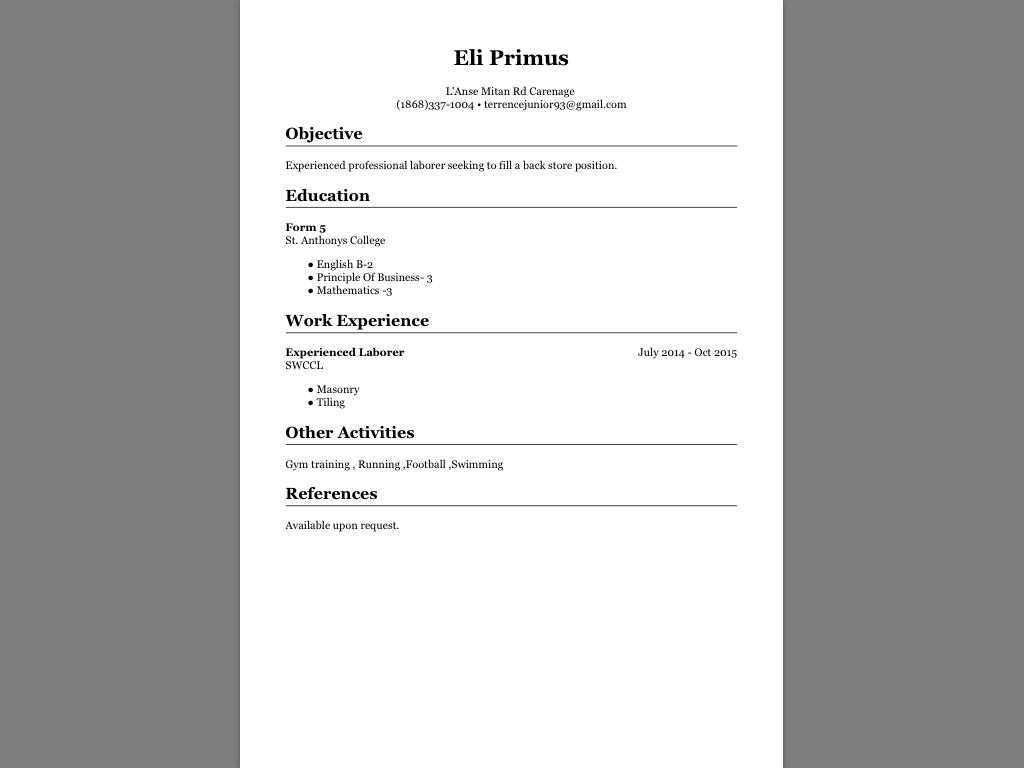 Eli Primus
L'Anse Mitan Rd Carenage
(1868)337-1004 • terrencejunior93@gmail.com
Objective
Experienced professional laborer seeking to fill a back store position.
Education
Form 5
St. Anthonys College
● English B-2
● Principle Of Business- 3
● Mathematics -3
Work Experience
Experienced Laborer July 2014 - Oct 2015
SWCCL
● Masonry
● Tiling
Other Activities
Gym training , Running ,Football ,Swimming
References
Available upon request.